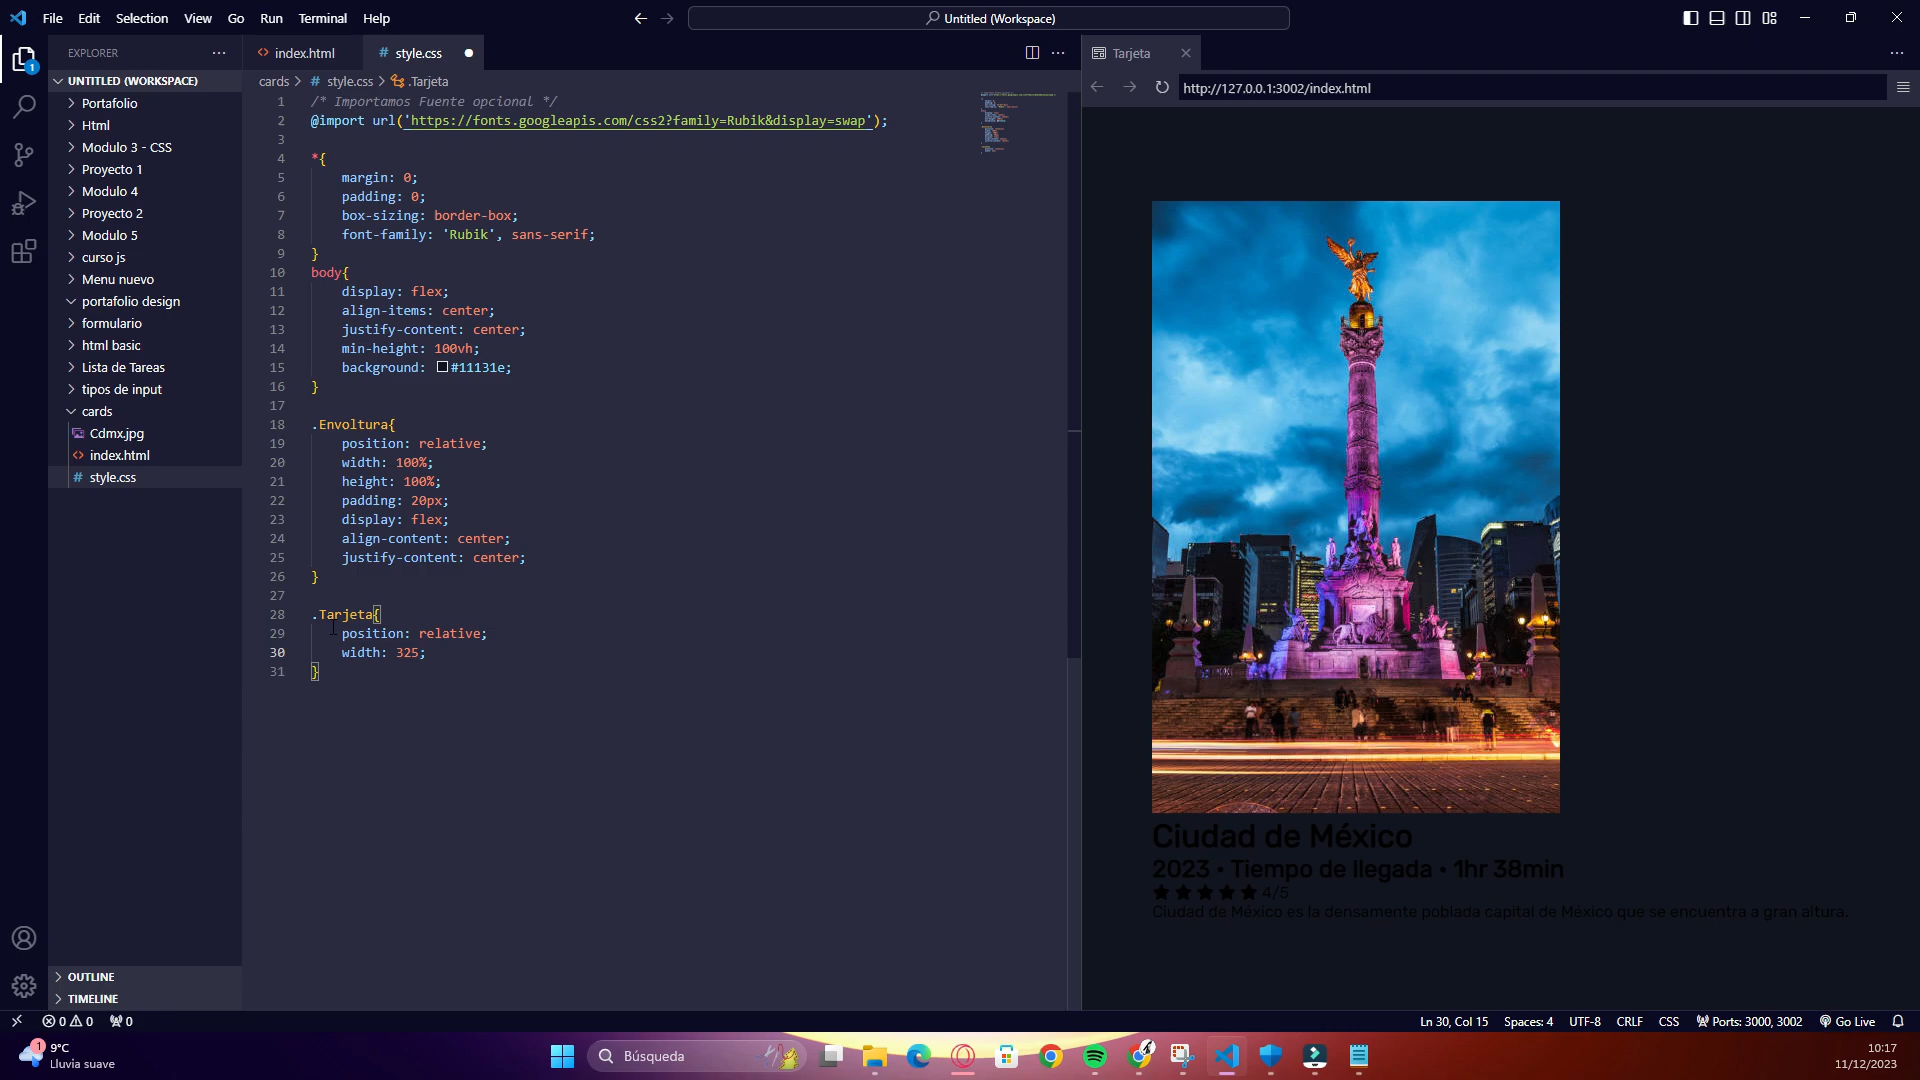 File Edit Selection View Go Run Terminal Help
Untitled (Workspace)
EXPLORER
index.html
# style.css
Tarjeta
UNTITLED (WORKSPACE)
cards > # style.css > .Tarjeta
http://127.0.0.1:3002/index.html
Portafolio
Html
Modulo 3 - CSS
Proyecto 1
Modulo 4
Proyecto 2
Modulo 5
curso js
Menu nuevo
portafolio design
formulario
html basic
Lista de Tareas
tipos de input
cards
Cdmx.jpg
index.html
# style.css
OUTLINE
TIMELINE
1 /* Importamos Fuente opcional */
2 @import url('https://fonts.googleapis.com/css2?family=Rubik&display=swap');
3
4 *{
5 margin: 0;
6 padding: 0;
7 box-sizing: border-box;
8 font-family: 'Rubik', sans-serif;
9 }
10 body{
11 display: flex;
12 align-items: center;
13 justify-content: center;
14 min-height: 100vh;
15 background: #11131e;
16 }
17
18 .Envoltura{
19 position: relative;
20 width: 100%;
21 height: 100%;
22 padding: 20px;
23 display: flex;
24 align-content: center;
25 justify-content: center;
26 }
27
28 .Tarjeta{
29 position: relative;
30 width: 325;
31 }
Ciudad de México
2023 • Tiempo de llegada • 1hr 38min
4/5
Ciudad de México es la densamente poblada capital de México que se encuentra a gran altura.
0 0 0
Ln 30, Col 15 Spaces: 4 UTF-8 CRLF CSS Ports: 3000, 3002 Go Live
1
1
9°C
Lluvia suave
Búsqueda
10:17
11/12/2023